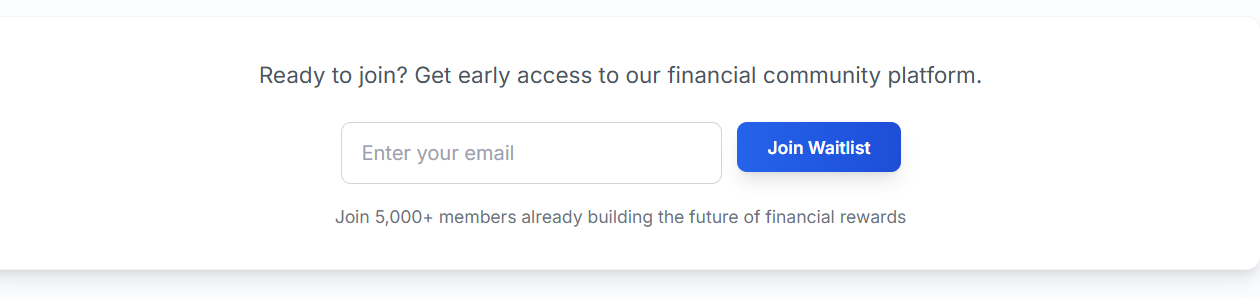 Ready to join? Get early access to our financial community platform.
Enter your email
Join Waitlist
Join 5,000+ members already building the future of financial rewards